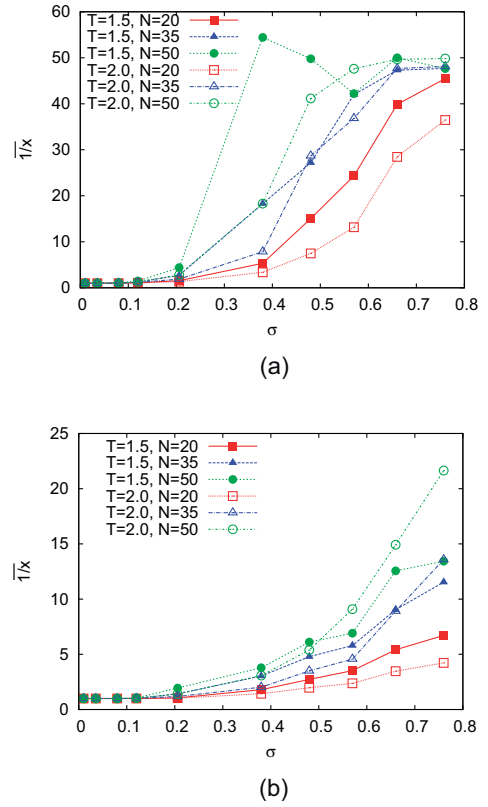 60
50
40
30
20
10
0
1/x
T=1.5, N=20
T=1.5, N=35
T=1.5, N=50
T=2.0, N=20
T=2.0, N=35
T=2.0, N=50
0 0.1 0.2 0.3 0.4 0.5 0.6 0.7 0.8
σ
(a)
25
20
15
10
5
0
1/x
T=1.5, N=20
T=1.5, N=35
T=1.5, N=50
T=2.0, N=20
T=2.0, N=35
T=2.0, N=50
0 0.1 0.2 0.3 0.4 0.5 0.6 0.7 0.8
σ
(b)